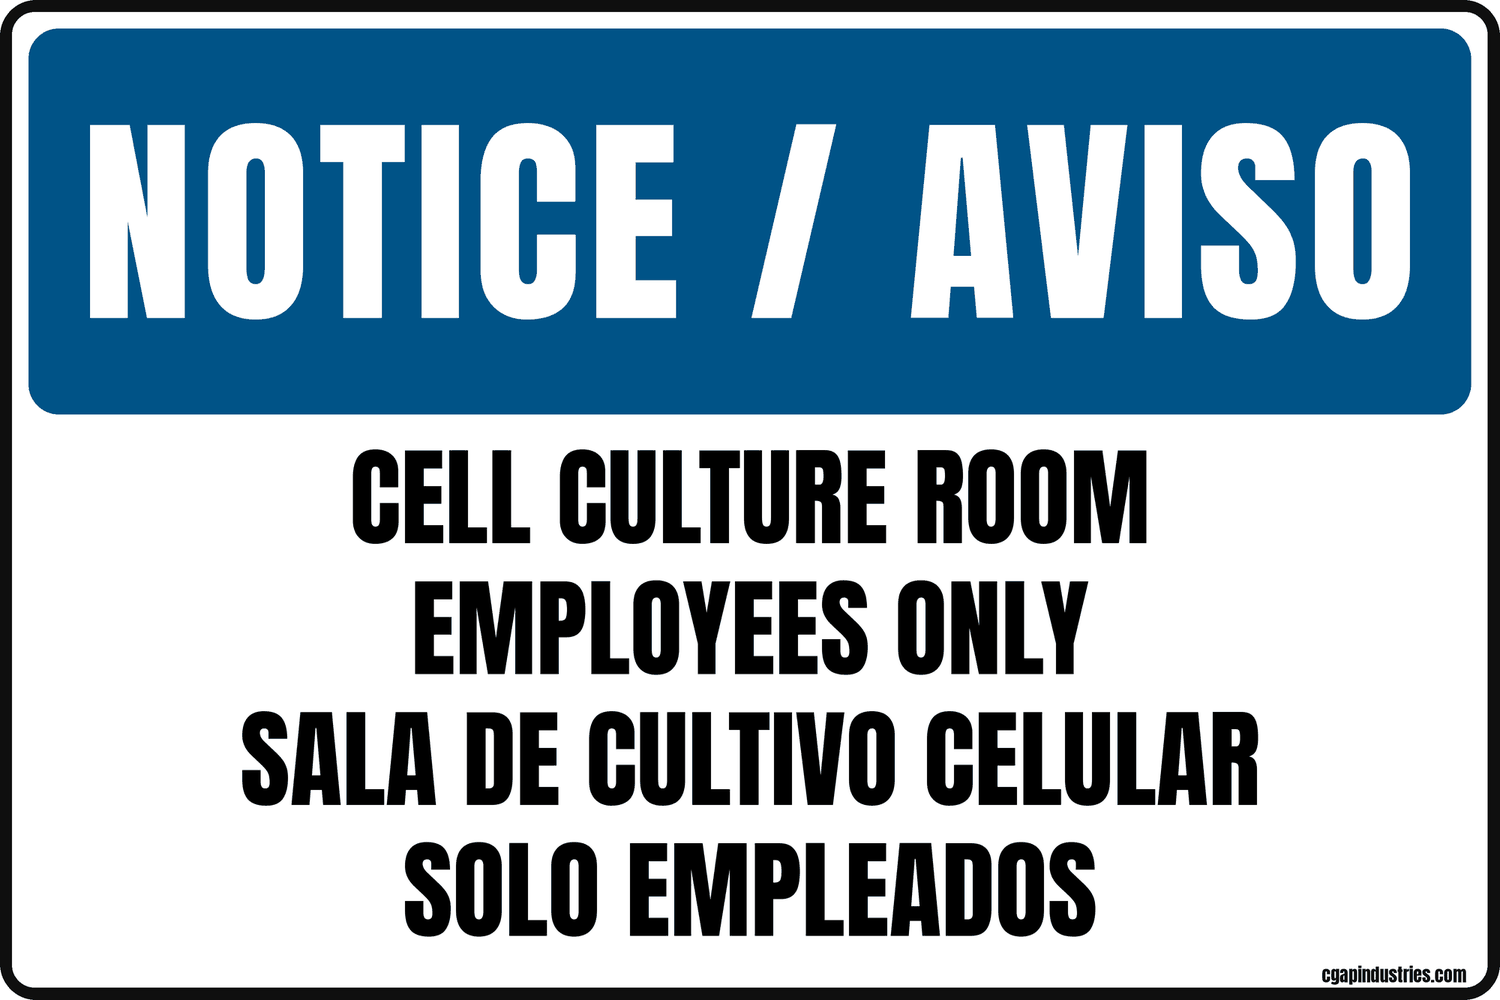 NOTICE / AVISO
CELL CULTURE ROOM
EMPLOYEES ONLY
SALA DE CULTIVO CELULAR
SOLO EMPLEADOS
cgapindustries.com